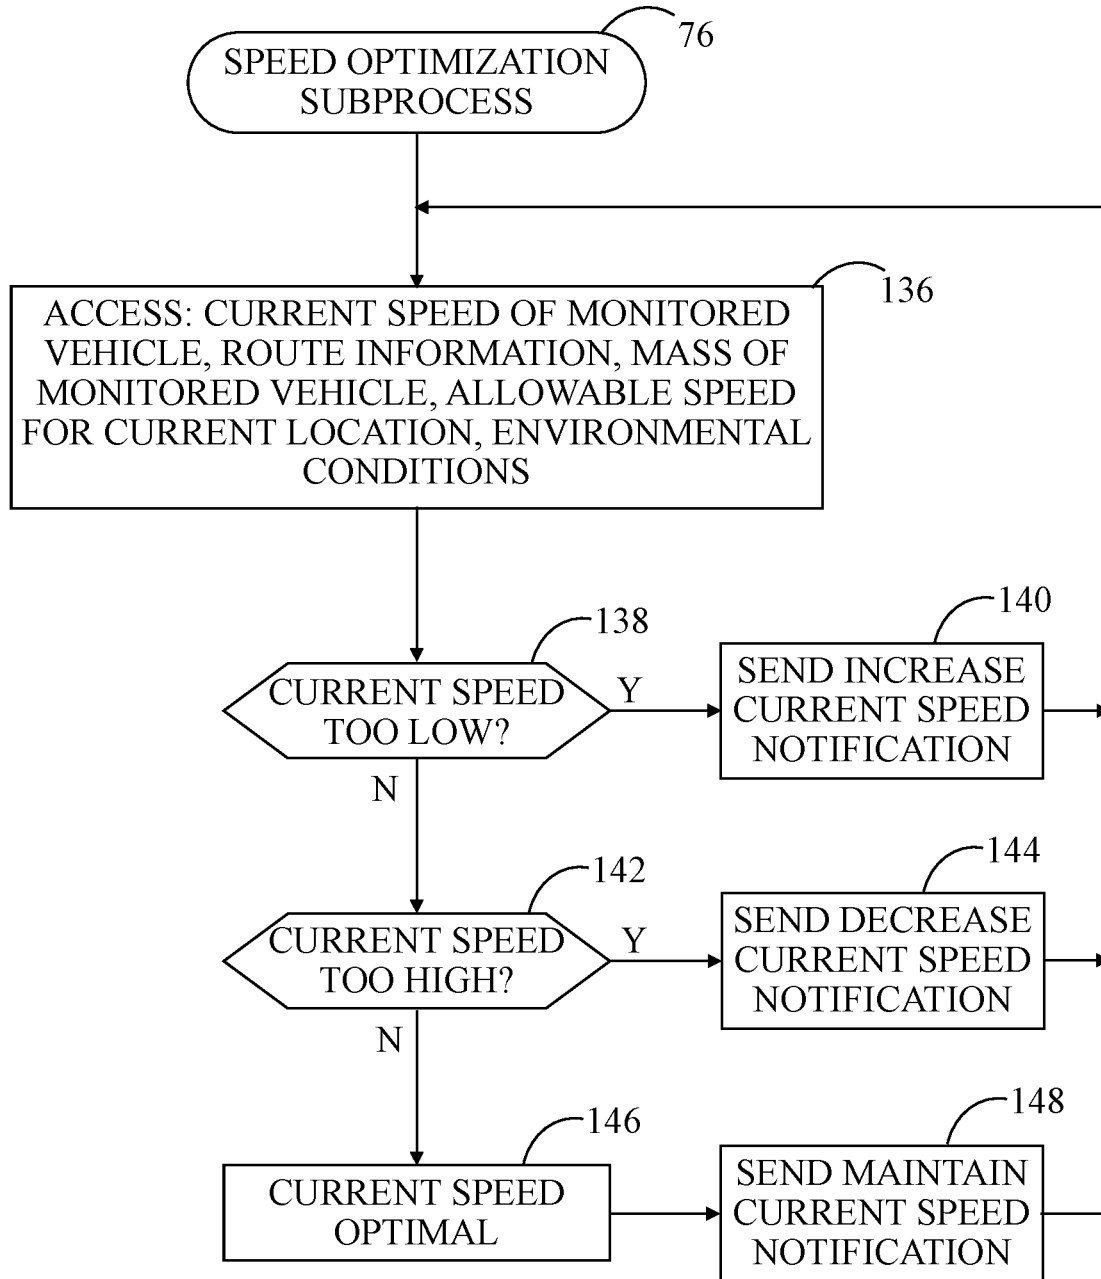 76
SPEED OPTIMIZATION
SUBPROCESS
136
ACCESS: CURRENT SPEED OF MONITORED
VEHICLE, ROUTE INFORMATION, MASS OF
MONITORED VEHICLE, ALLOWABLE SPEED
FOR CURRENT LOCATION, ENVIRONMENTAL
CONDITIONS
138
CURRENT SPEED
TOO LOW?
Y
N
140
SEND INCREASE
CURRENT SPEED
NOTIFICATION
142
CURRENT SPEED
TOO HIGH?
Y
N
144
SEND DECREASE
CURRENT SPEED
NOTIFICATION
146
CURRENT SPEED
OPTIMAL
148
SEND MAINTAIN
CURRENT SPEED
NOTIFICATION